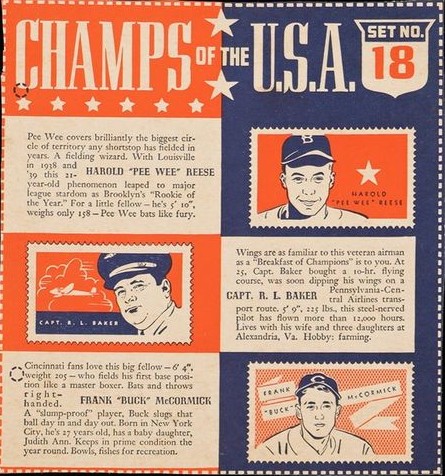 CHAMPS OF THE U.S.A.
SET NO.
18
Pee Wee covers brilliantly the biggest cir-
cle of territory any shortstop has fielded in
years. A fielding wizard. With Louisville
in 1938 and
'39 this 21- HAROLD "PEE WEE" REESE
year-old phenomenon leaped to major
league stardom as Brooklyn's "Rookie of
the Year." For a little fellow—he's 5' 10",
weighs only 158—Pee Wee bats like fury.
B
HAROLD
"PEE WEE" REESE
CAPT. R. L. BAKER
Wings are as familiar to this veteran airman
as a "Breakfast of Champions" is to you. At
25, Capt. Baker bought a 10-hr. flying
course, was soon dipping his wings on a
Pennsylvania-Cen-
CAPT. R. L. BAKER tral Airlines trans-
port route. 5' 9", 225 lbs., this steel-nerved
pilot has flown more than 12,000 hours.
Lives with his wife and three daughters at
Alexandria, Va. Hobby: farming.
Cincinnati fans love this big fellow—6' 4",
weight 205—who fields his first base posi-
tion like a master boxer. Bats and throws
right-
handed. FRANK "BUCK" McCORMICK
A "slump-proof" player, Buck slugs that
ball day in and day out. Born in New York
City, he's 27 years old, has a baby daughter,
Judith Ann. Keeps in prime condition the
year round. Bowls, fishes for recreation.
FRANK
"BUCK" McCORMICK